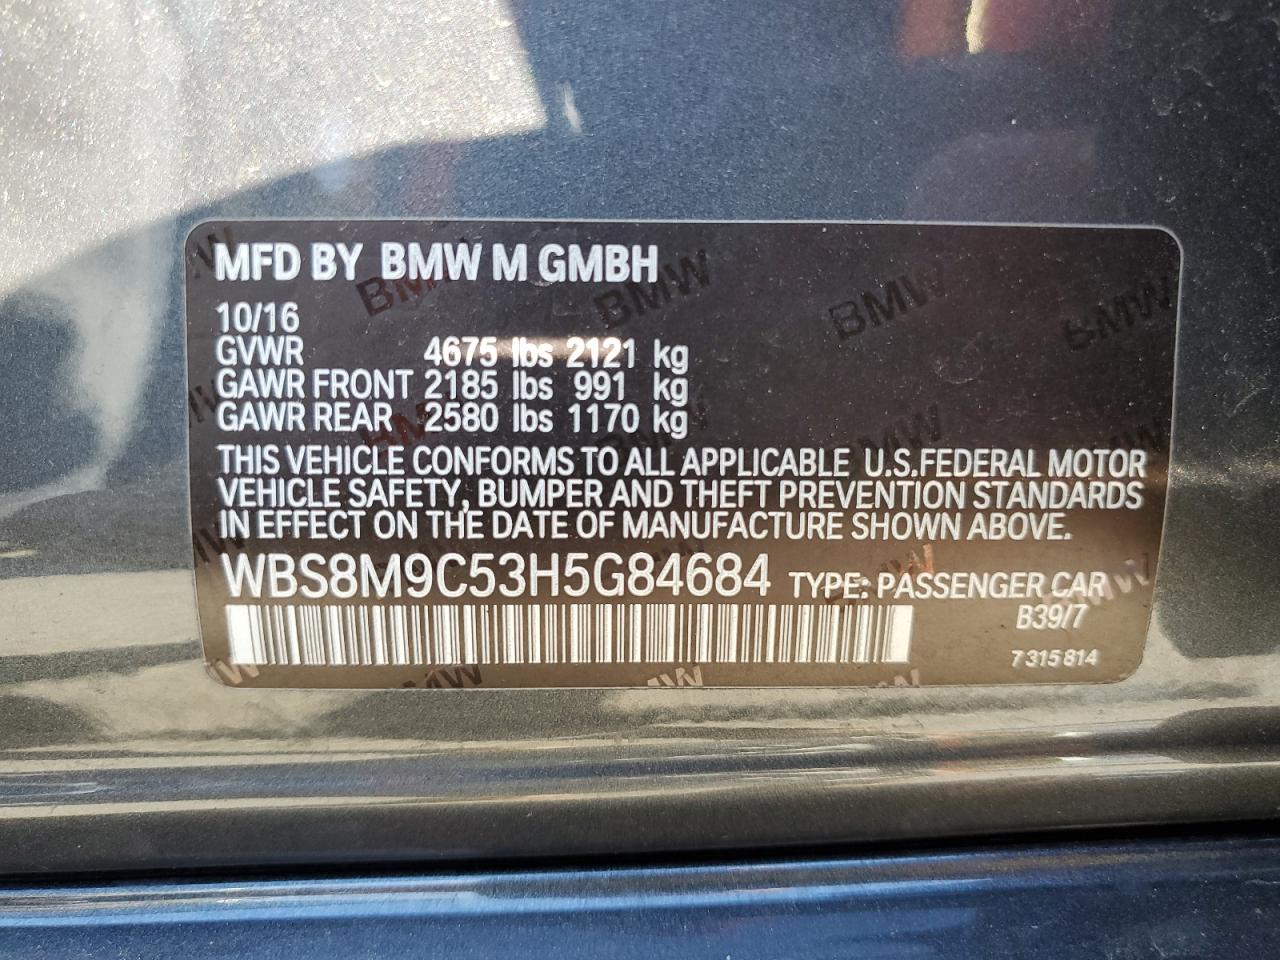 MFD BY BMW M GMBH
10/16
GVWR 4675 lbs 2121 kg
GAWR FRONT 2185 lbs 991 kg
GAWR REAR 2580 lbs 1170 kg
THIS VEHICLE CONFORMS TO ALL APPLICABLE U.S.FEDERAL MOTOR
VEHICLE SAFETY, BUMPER AND THEFT PREVENTION STANDARDS
IN EFFECT ON THE DATE OF MANUFACTURE SHOWN ABOVE.
WBS8M9C53H5G84684 TYPE: PASSENGER CAR
B39/7
7 315 814